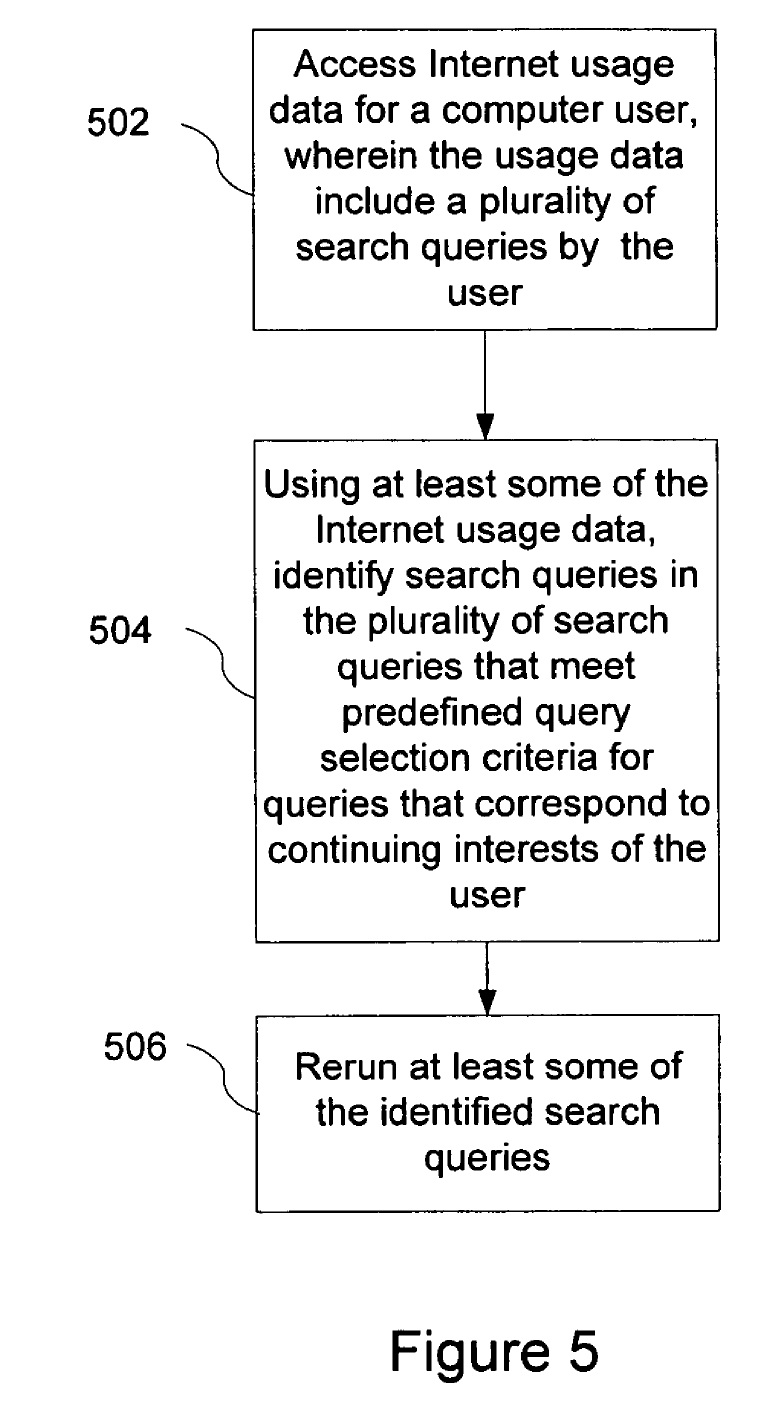 502
Access Internet usage
data for a computer user,
wherein the usage data
include a plurality of
search queries by the
user
504
Using at least some of the
Internet usage data,
identify search queries in
the plurality of search
queries that meet
predefined query
selection criteria for
queries that correspond to
continuing interests of the
user
506
Rerun at least some of
the identified search
queries
Figure 5